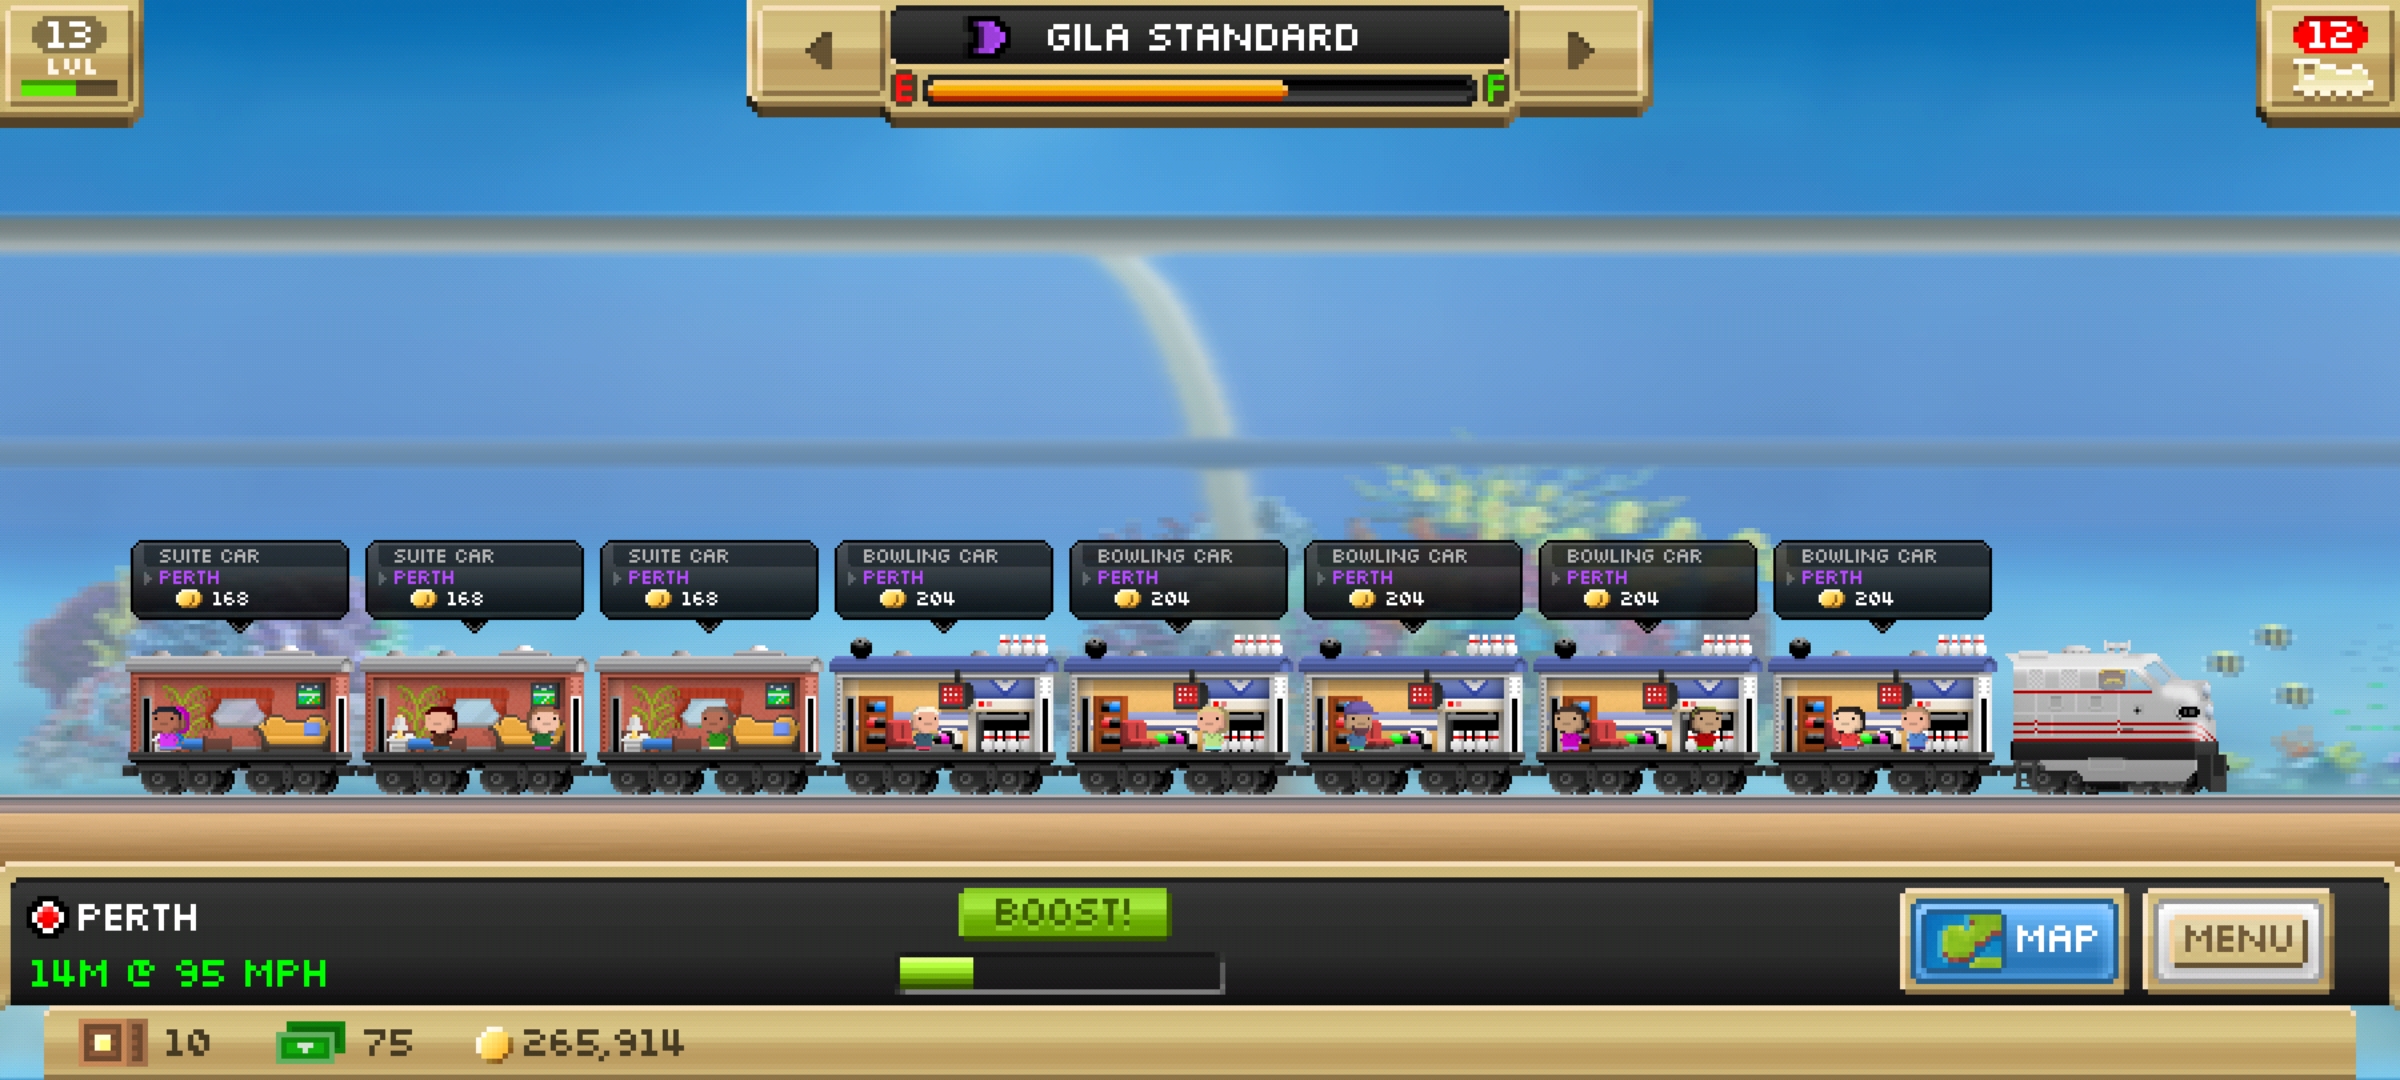 13
LVL
GILA STANDARD
E F
12
SUITE CAR
PERTH
168
SUITE CAR
PERTH
168
SUITE CAR
PERTH
168
BOWLING CAR
PERTH
204
BOWLING CAR
PERTH
204
BOWLING CAR
PERTH
204
BOWLING CAR
PERTH
204
BOWLING CAR
PERTH
204
PERTH
14M @ 95 MPH
BOOST!
MAP
MENU
10
75
265,914